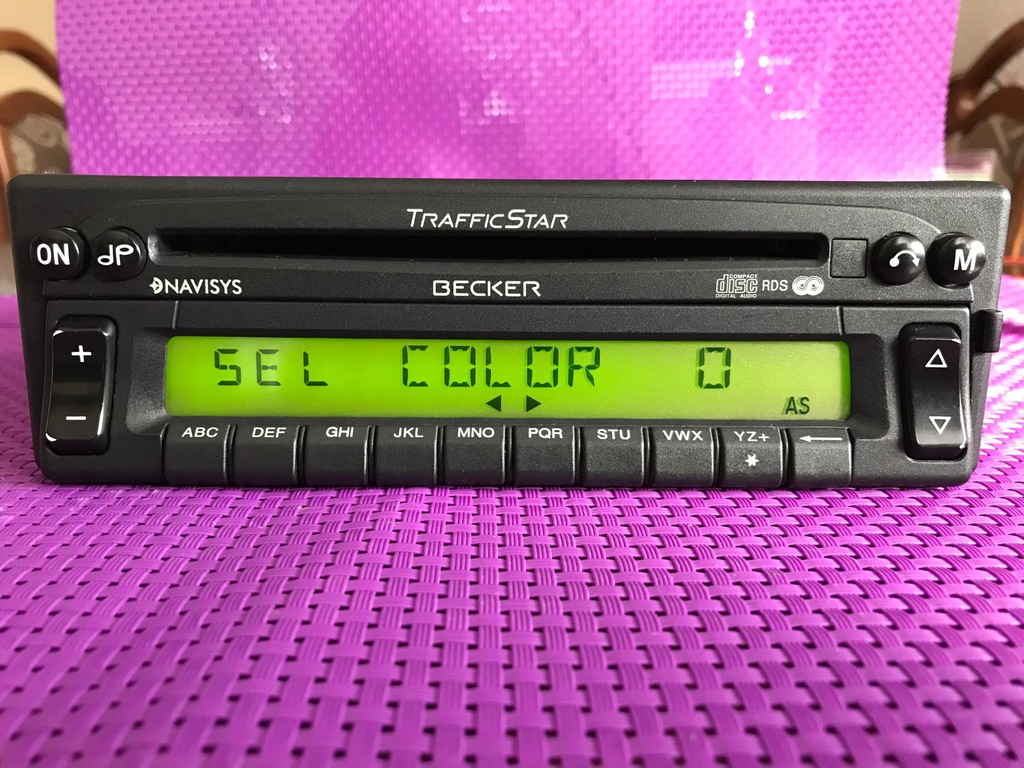 TRAFFICSTAR
ON
M
NAVISYS
BECKER
COMPACT
disc
DIGITAL AUDIO
RDS
+
SEL COLOR 0
−
AS
ABC DEF GHI JKL MNO PQR STU VWX YZ+